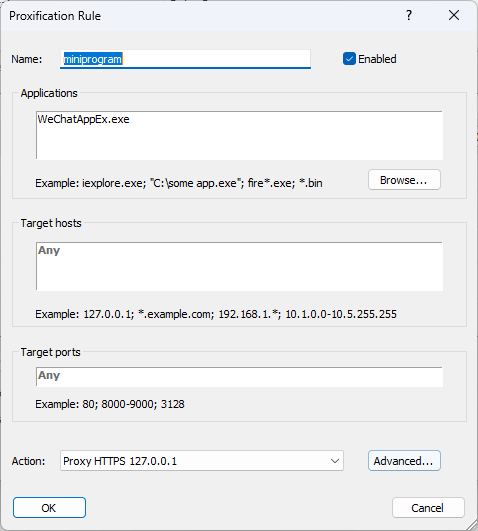 Proxification Rule
?
Name: miniprogram Enabled
Applications
WeChatAppEx.exe
Example: iexplore.exe; "C:\some app.exe"; fire*.exe; *.bin Browse...
Target hosts
Any
Example: 127.0.0.1; *.example.com; 192.168.1.*; 10.1.0.0-10.5.255.255
Target ports
Any
Example: 80; 8000-9000; 3128
Action: Proxy HTTPS 127.0.0.1 Advanced...
OK Cancel